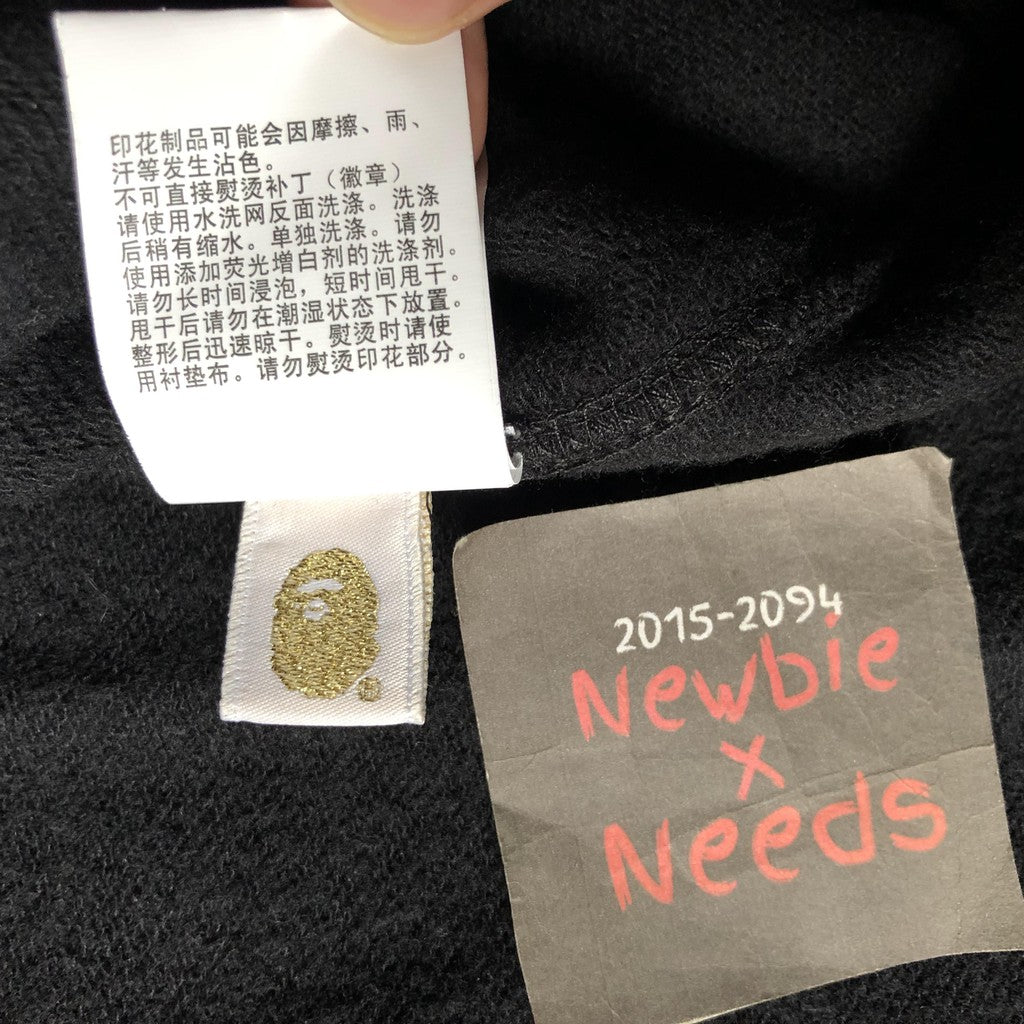 印花制品可能会因摩擦、雨、
汗等发生沾色。
不可直接熨烫补丁（徽章）
请使用水洗网反面洗涤。洗涤
后稍有缩水。单独洗涤。请勿
使用添加荧光增白剂的洗涤剂。
请勿长时间浸泡，短时间甩干。
甩干后请勿在潮湿状态下放置。
整形后迅速晾干。熨烫时请使
用衬垫布。请勿熨烫印花部分。
2015-2094
Newbie
x
Needs